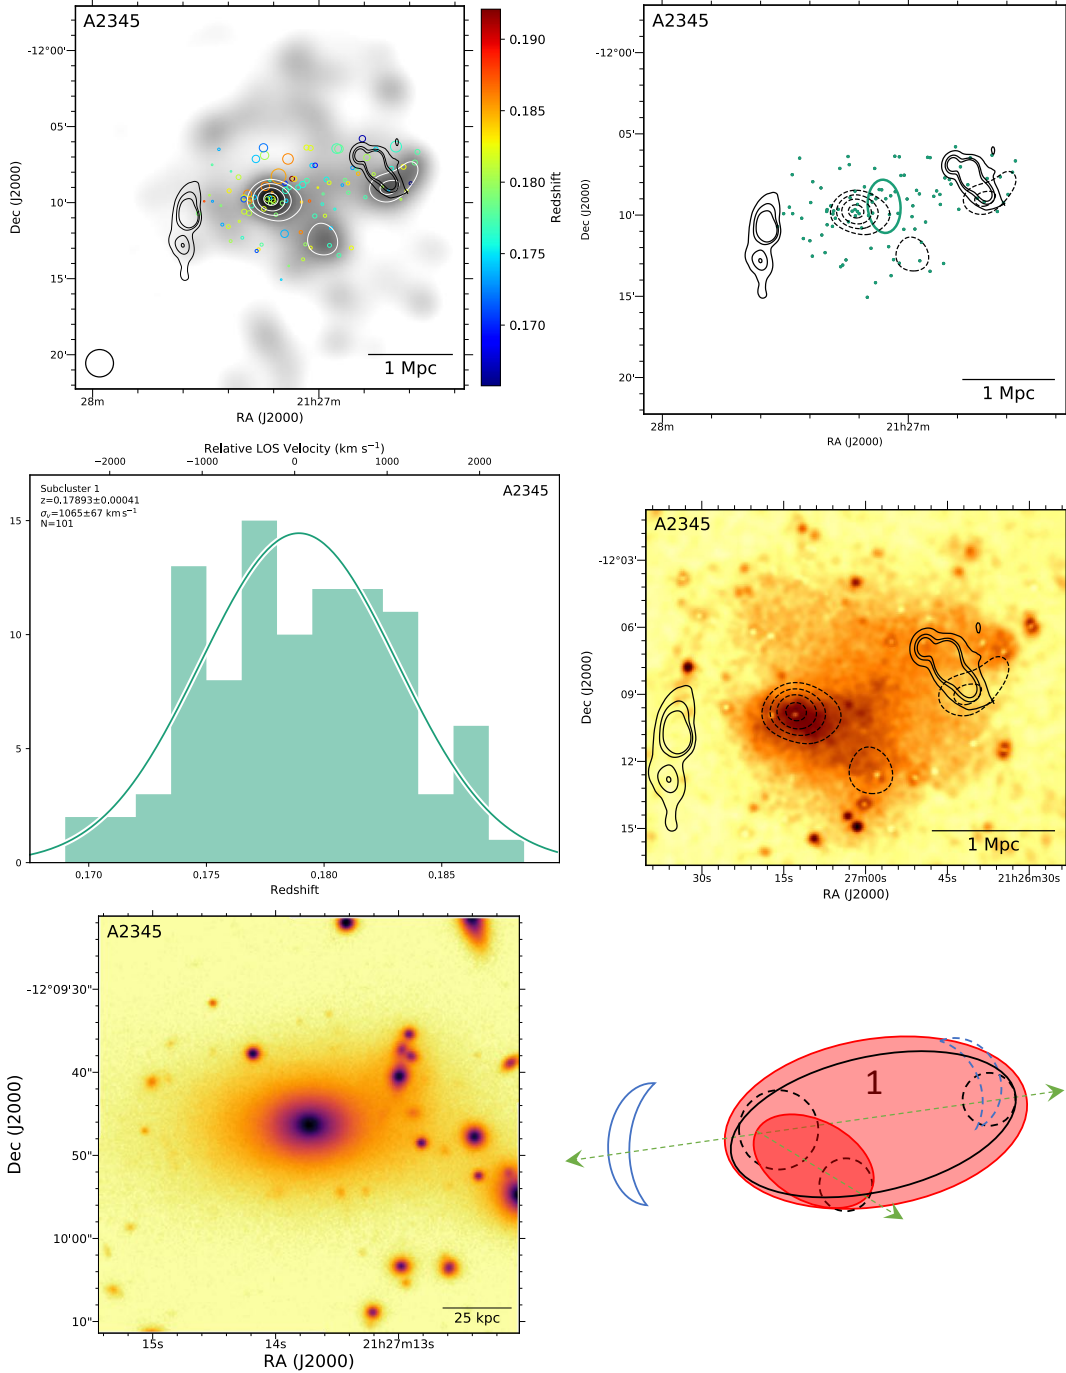 A2345
-12°00'
05'
10'
15'
20'
Dec (J2000)
28m
21h27m
RA (J2000)
1 Mpc
0.190
0.185
0.180
0.175
0.170
Redshift
A2345
-12°00'
05'
10'
15'
20'
Dec (J2000)
28m
21h27m
RA (J2000)
1 Mpc
Relative LOS Velocity (km s⁻¹)
-2000
-1000
0
1000
2000
Subcluster 1
z=0.17893±0.00041
σᵥ=1065±67 km s⁻¹
N=101
A2345
15
10
5
0
0.170
0.175
0.180
0.185
Redshift
A2345
-12°03'
06'
09'
12'
15'
Dec (J2000)
30s
15s
27m00s
45s
21h26m30s
RA (J2000)
1 Mpc
A2345
-12°09'30"
40"
50"
10'00"
10"
Dec (J2000)
15s
14s
21h27m13s
RA (J2000)
25 kpc
1